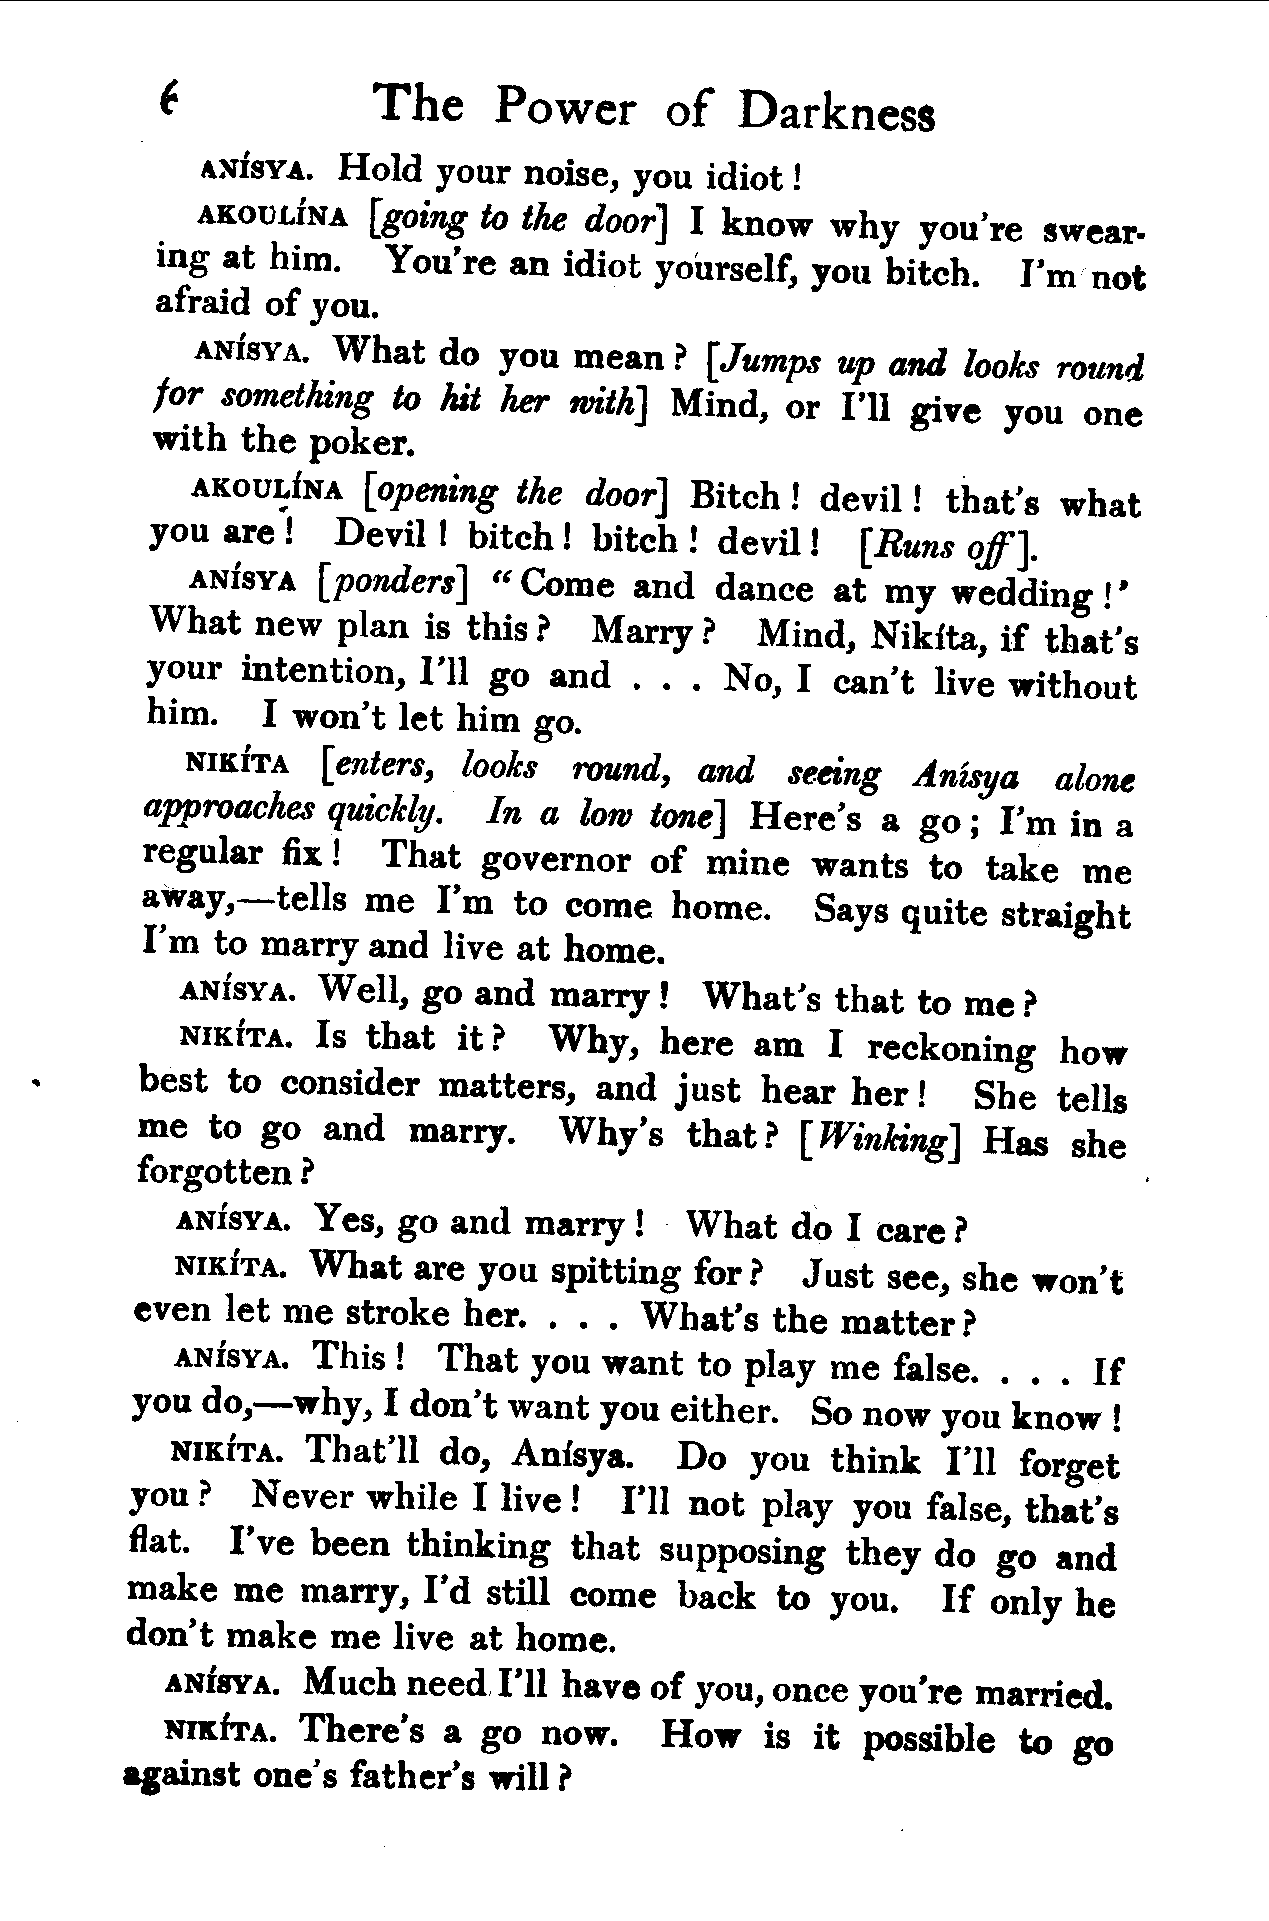 6 The Power of Darkness
ANÍSYA. Hold your noise, you idiot!
AKOULÍNA [going to the door] I know why you're swear-
ing at him. You're an idiot yourself, you bitch. I'm not
afraid of you.
ANÍSYA. What do you mean? [Jumps up and looks round
for something to hit her with] Mind, or I'll give you one
with the poker.
AKOULÍNA [opening the door] Bitch! devil! that's what
you are! Devil! bitch! bitch! devil! [Runs off].
ANÍSYA [ponders] "Come and dance at my wedding!'
What new plan is this? Marry? Mind, Nikíta, if that's
your intention, I'll go and . . . No, I can't live without
him. I won't let him go.
NIKÍTA [enters, looks round, and seeing Anísya alone
approaches quickly. In a low tone] Here's a go; I'm in a
regular fix! That governor of mine wants to take me
away,—tells me I'm to come home. Says quite straight
I'm to marry and live at home.
ANÍSYA. Well, go and marry! What's that to me?
NIKÍTA. Is that it? Why, here am I reckoning how
best to consider matters, and just hear her! She tells
me to go and marry. Why's that? [Winking] Has she
forgotten?
ANÍSYA. Yes, go and marry! What do I care?
NIKÍTA. What are you spitting for? Just see, she won't
even let me stroke her. . . . What's the matter?
ANÍSYA. This! That you want to play me false. . . . If
you do,—why, I don't want you either. So now you know!
NIKÍTA. That'll do, Anísya. Do you think I'll forget
you? Never while I live! I'll not play you false, that's
flat. I've been thinking that supposing they do go and
make me marry, I'd still come back to you. If only he
don't make me live at home.
ANÍSYA. Much need I'll have of you, once you're married.
NIKÍTA. There's a go now. How is it possible to go
against one's father's will?